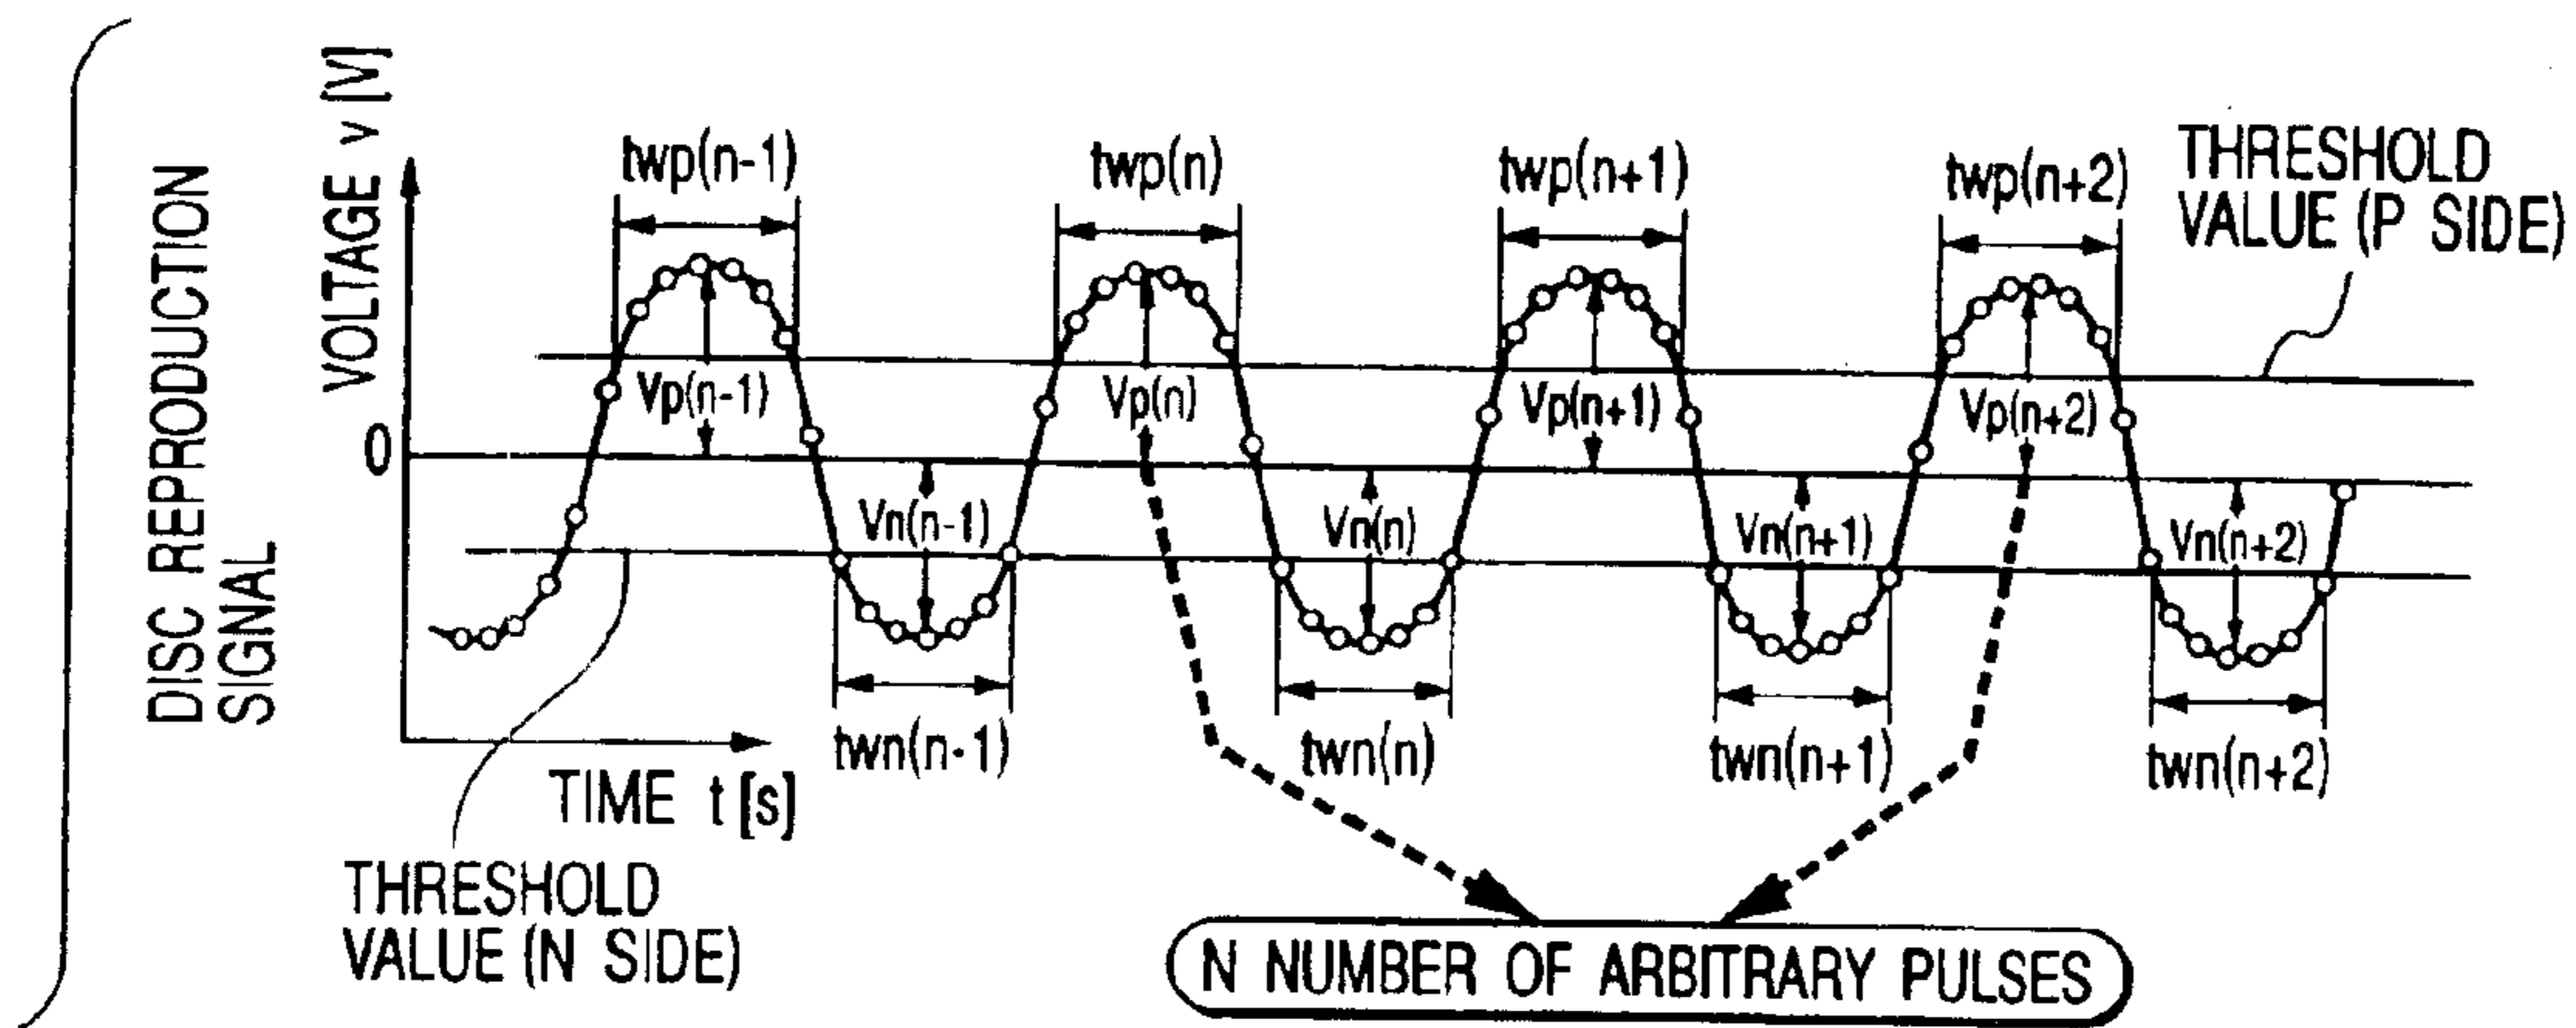 DISC REPRODUCTION
SIGNAL
VOLTAGE v [V]
0
twp(n-1)
twp(n)
twp(n+1)
twp(n+2)
THRESHOLD
VALUE (P SIDE)
Vp(n-1)
Vp(n)
Vp(n+1)
Vp(n+2)
Vn(n-1)
Vn(n)
Vn(n+1)
Vn(n+2)
twn(n-1)
twn(n)
twn(n+1)
twn(n+2)
TIME t [s]
THRESHOLD
VALUE (N SIDE)
N NUMBER OF ARBITRARY PULSES